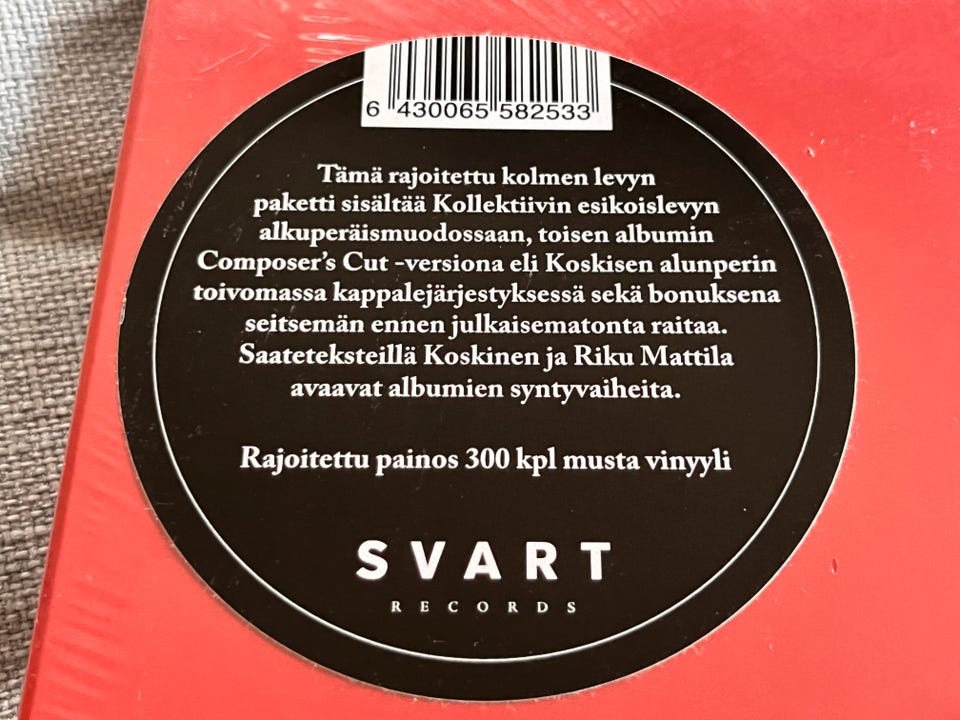 6 430065 582533
Tämä rajoitettu kolmen levyn
paketti sisältää Kollektiivin esikoislevyn
alkuperäismuodossaan, toisen albumin
Composer's Cut -versiona eli Koskisen alunperin
toivomassa kappalejärjestyksessä sekä bonuksena
seitsemän ennen julkaisematonta raitaa.
Saateteksteillä Koskinen ja Riku Mattila
avaavat albumien syntyvaiheita.
Rajoitettu painos 300 kpl musta vinyyli
SVART
RECORDS